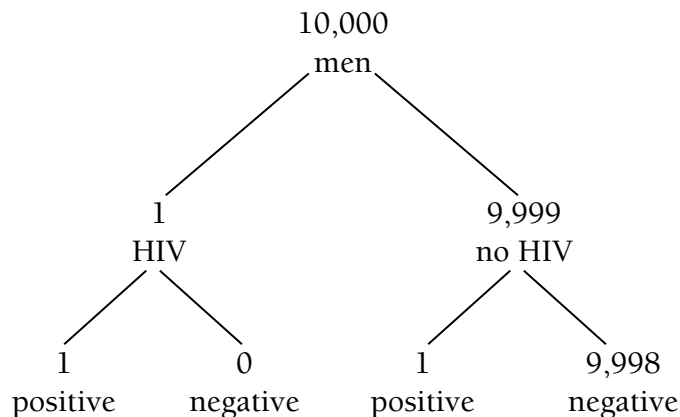 10,000
men
1 9,999
HIV no HIV
1 0 1 9,998
positive negative positive negative